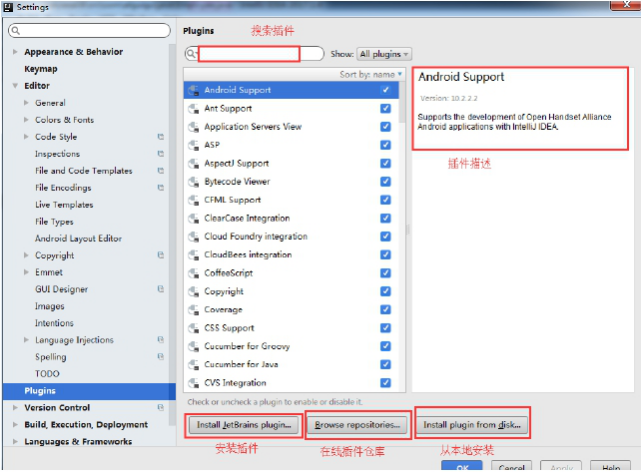 Settings
Appearance & Behavior
Keymap
Editor
General
Colors & Fonts
Code Style
Inspections
File and Code Templates
File Encodings
Live Templates
File Types
Android Layout Editor
Copyright
Emmet
GUI Designer
Images
Intentions
Language Injections
Spelling
TODO
Plugins
Version Control
Build, Execution, Deployment
Languages & Frameworks
Plugins
搜索插件
Show: All plugins
Sort by: name
Android Support
Ant Support
Application Servers View
ASP
AspectJ Support
Bytecode Viewer
CFML Support
ClearCase Integration
Cloud Foundry integration
CloudBees integration
CoffeeScript
Copyright
Coverage
CSS Support
Cucumber for Groovy
Cucumber for Java
CVS Integration
Check or uncheck a plugin to enable or disable it.
Android Support
Version: 10.2.2.2
Supports the development of Open Handset Alliance
Android applications with IntelliJ IDEA.
插件描述
Install JetBrains plugin... Browse repositories... Install plugin from disk...
安装插件 在线插件仓库 从本地安装
OK Cancel Apply Help